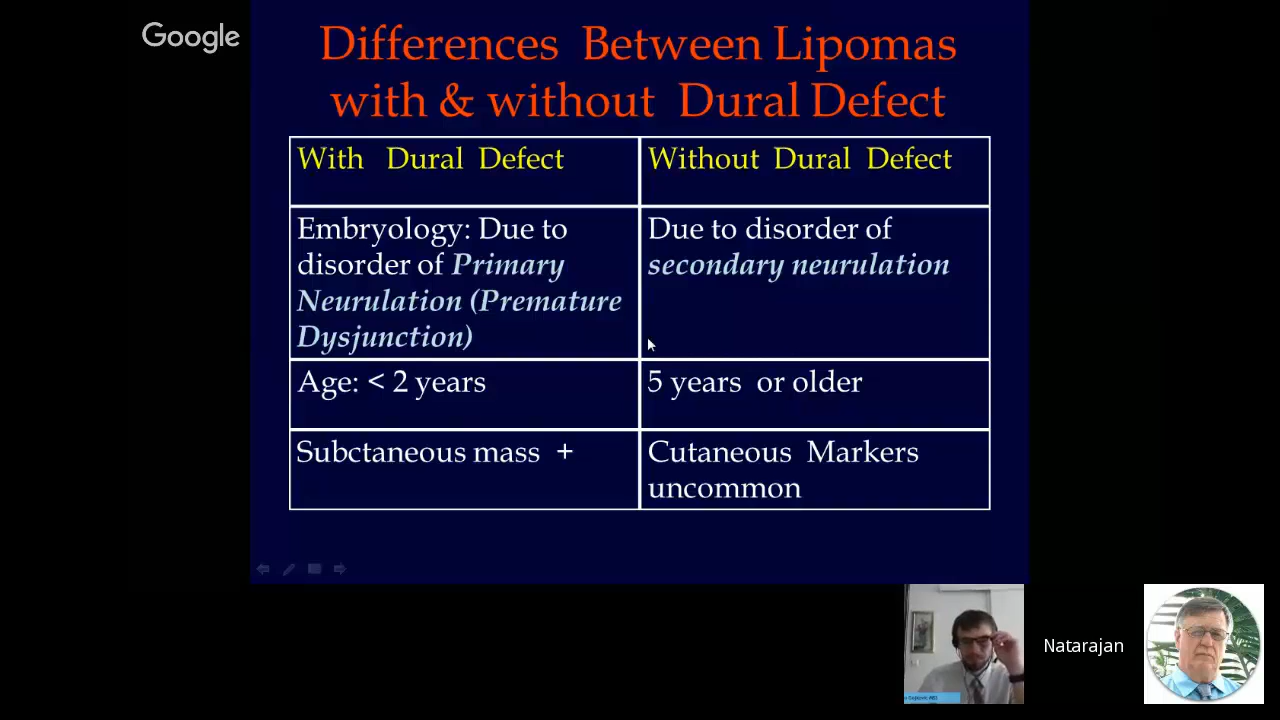 Google
Differences Between Lipomas
with & without Dural Defect
With Dural Defect
Without Dural Defect
Embryology: Due to
disorder of Primary
Neurulation (Premature
Dysjunction)
Due to disorder of
secondary neurulation
Age: < 2 years
5 years or older
Subctaneous mass +
Cutaneous Markers
uncommon
Natarajan